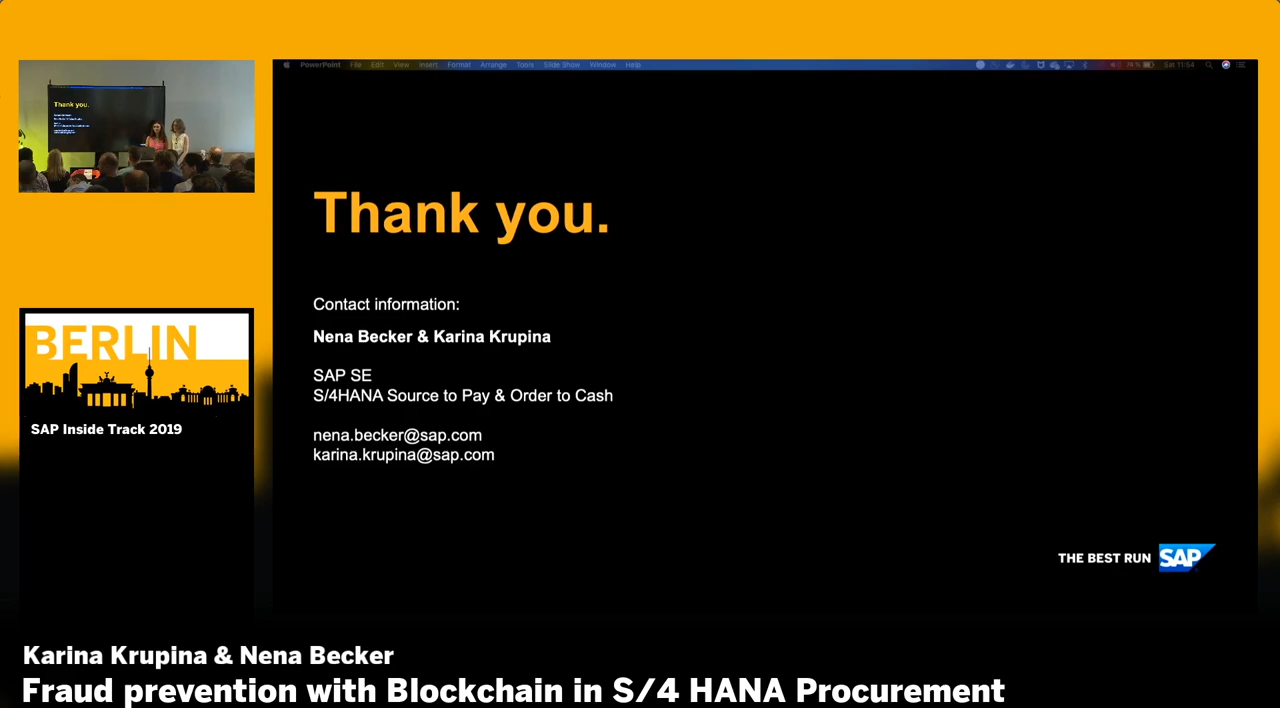 PowerPoint File Edit View Insert Format Arrange Tools Slide Show Window Help
74 % Sat 11:54
Thank you.
Thank you.
Contact information:
Nena Becker & Karina Krupina
SAP SE
S/4HANA Source to Pay & Order to Cash
nena.becker@sap.com
karina.krupina@sap.com
THE BEST RUN SAP
BERLIN
SAP Inside Track 2019
Karina Krupina & Nena Becker
Fraud prevention with Blockchain in S/4 HANA Procurement